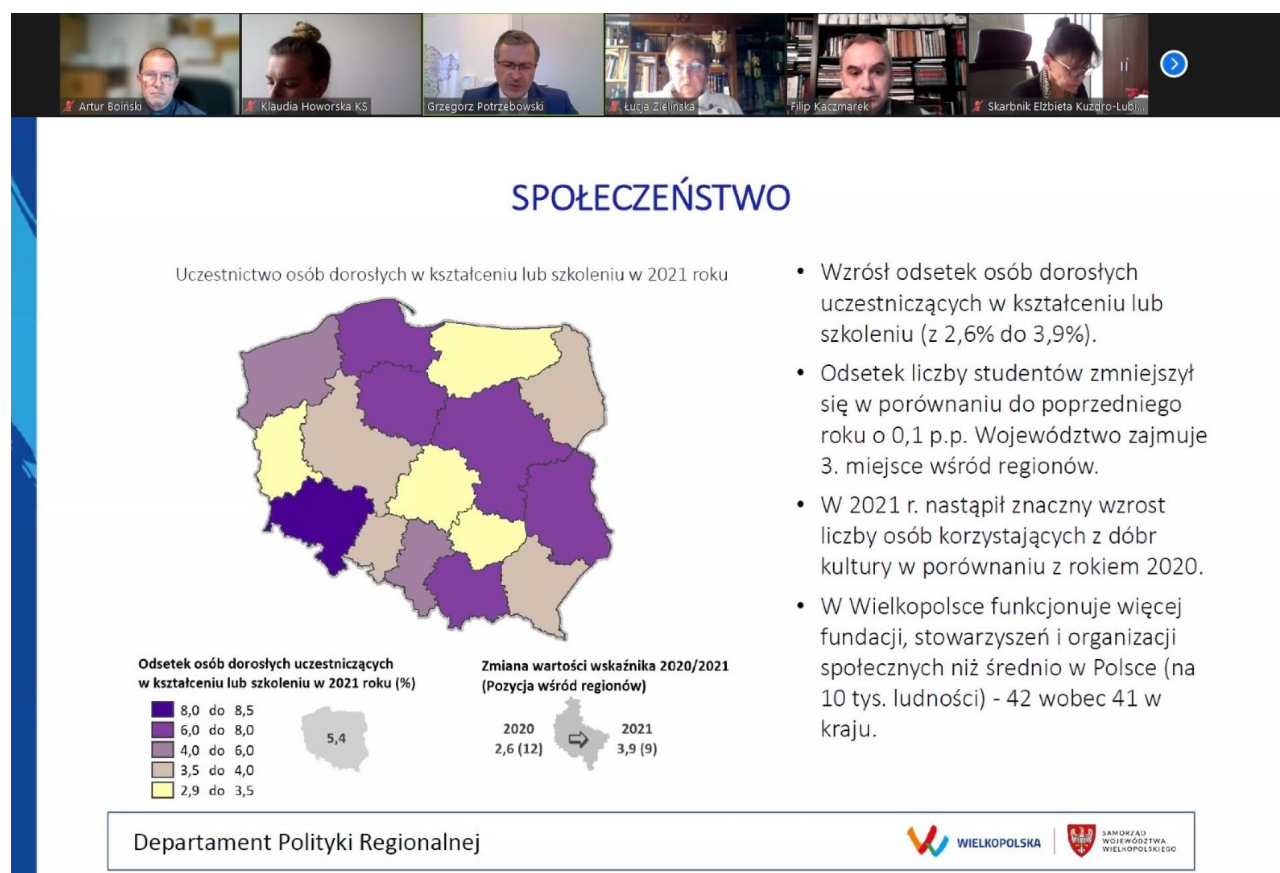 Artur Boiński
Klaudia Howorska KS
Grzegorz Potrzebowski
Łucja Zielińska
Filip Kaczmarek
Skarbnik Elżbieta Kuzdro-Lubi...
SPOŁECZEŃSTWO
Uczestnictwo osób dorosłych w kształceniu lub szkoleniu w 2021 roku
Odsetek osób dorosłych uczestniczących
w kształceniu lub szkoleniu w 2021 roku (%)
8,0 do 8,5
6,0 do 8,0
4,0 do 6,0
3,5 do 4,0
2,9 do 3,5
5,4
Zmiana wartości wskaźnika 2020/2021
(Pozycja wśród regionów)
2020
2,6 (12)
2021
3,9 (9)
• Wzrósł odsetek osób dorosłych
uczestniczących w kształceniu lub
szkoleniu (z 2,6% do 3,9%).
• Odsetek liczby studentów zmniejszył
się w porównaniu do poprzedniego
roku o 0,1 p.p. Województwo zajmuje
3. miejsce wśród regionów.
• W 2021 r. nastąpił znaczny wzrost
liczby osób korzystających z dóbr
kultury w porównaniu z rokiem 2020.
• W Wielkopolsce funkcjonuje więcej
fundacji, stowarzyszeń i organizacji
społecznych niż średnio w Polsce (na
10 tys. ludności) - 42 wobec 41 w
kraju.
Departament Polityki Regionalnej
WIELKOPOLSKA
SAMORZĄD
WOJEWÓDZTWA
WIELKOPOLSKIEGO